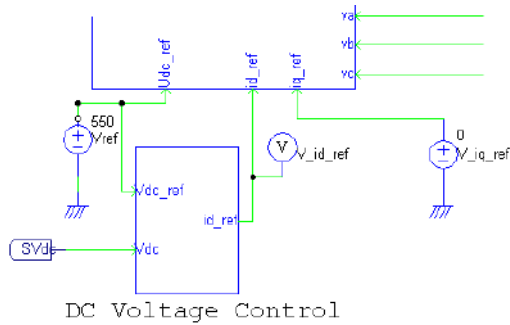 va
vb
vc
Udc_ref
id_ref
iq_ref
550
Vref
V
V_id_ref
0
V_iq_ref
Vdc_ref
id_ref
SVdc
Vdc
DC Voltage Control